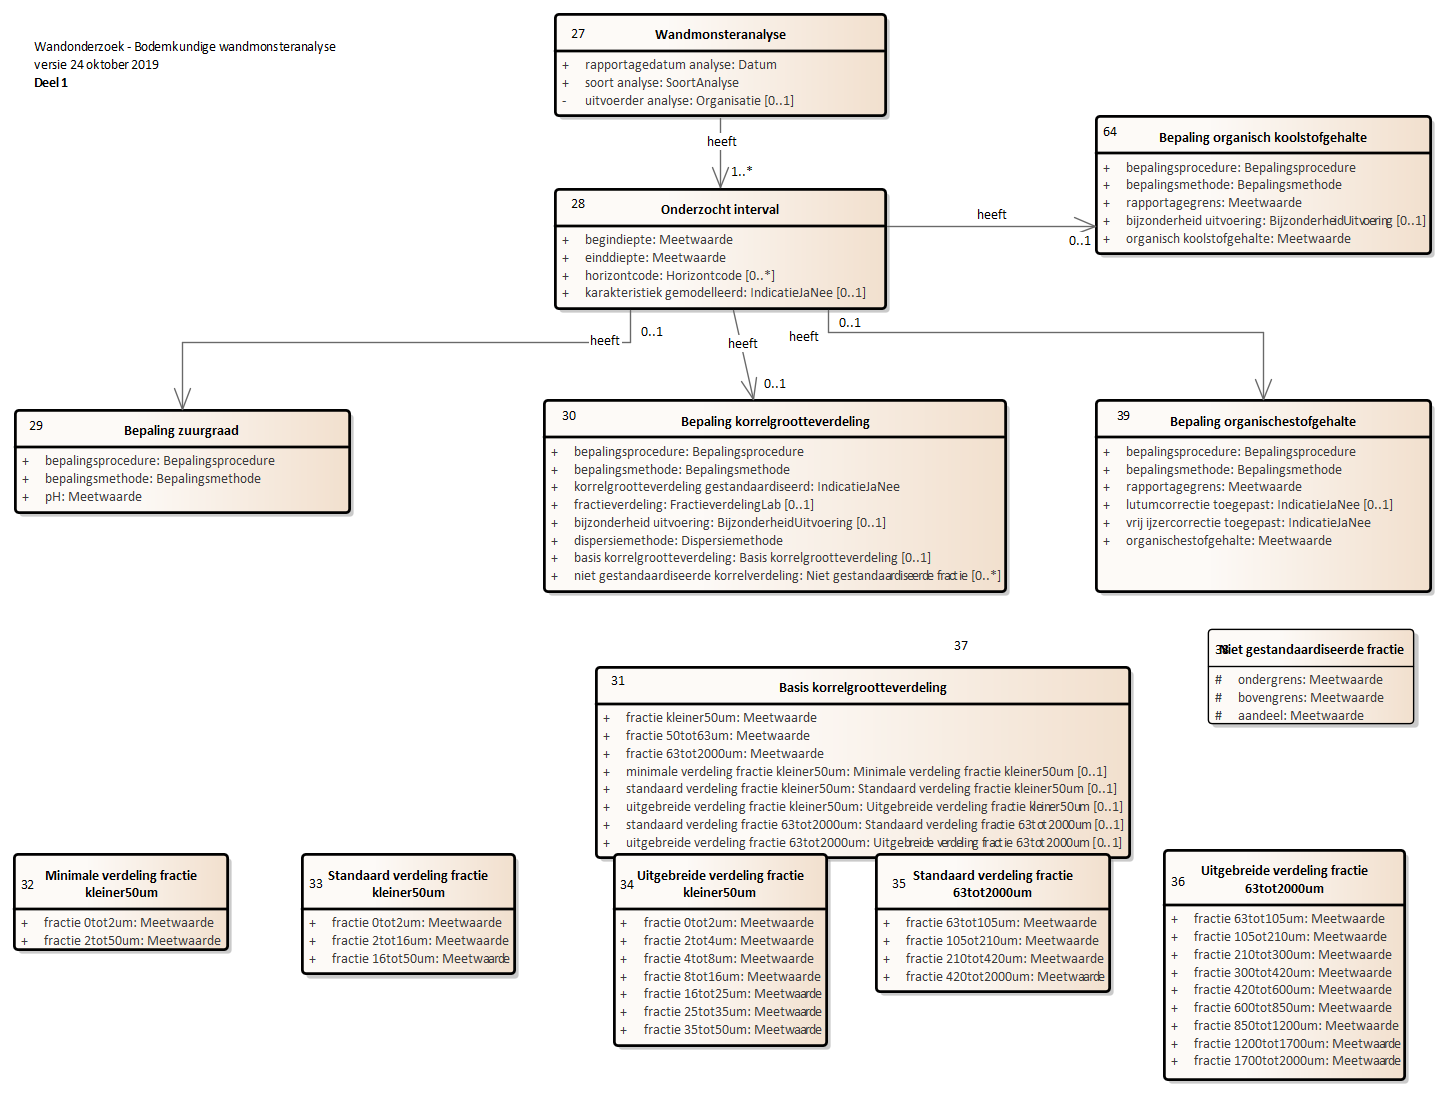 Wandonderzoek - Bodemkundige wandmonsteranalyse
versie 24 oktober 2019
Deel 1
27
Wandmonsteranalyse
+ rapportagedatum analyse: Datum
+ soort analyse: SoortAnalyse
- uitvoerder analyse: Organisatie [0..1]
heeft
1..*
64
Bepaling organisch koolstofgehalte
+ bepalingsprocedure: Bepalingsprocedure
+ bepalingsmethode: Bepalingsmethode
+ rapportagegrens: Meetwaarde
+ bijzonderheid uitvoering: BijzonderheidUitvoering [0..1]
+ organisch koolstofgehalte: Meetwaarde
28
Onderzocht interval
+ begindiepte: Meetwaarde
+ einddiepte: Meetwaarde
+ horizontcode: Horizontcode [0..*]
+ karakteristiek gemodelleerd: IndicatieJaNee [0..1]
heeft
0..1
heeft
0..1
heeft
0..1
heeft
0..1
29
Bepaling zuurgraad
+ bepalingsprocedure: Bepalingsprocedure
+ bepalingsmethode: Bepalingsmethode
+ pH: Meetwaarde
30
Bepaling korrelgrootteverdeling
+ bepalingsprocedure: Bepalingsprocedure
+ bepalingsmethode: Bepalingsmethode
+ korrelgrootteverdeling gestandaardiseerd: IndicatieJaNee
+ fractieverdeling: FractieverdelingLab [0..1]
+ bijzonderheid uitvoering: BijzonderheidUitvoering [0..1]
+ dispersiemethode: Dispersiemethode
+ basis korrelgrootteverdeling: Basis korrelgrootteverdeling [0..1]
+ niet gestandaardiseerde korrelverdeling: Niet gestandaardiseerde fractie [0..*]
39
Bepaling organischestofgehalte
+ bepalingsprocedure: Bepalingsprocedure
+ bepalingsmethode: Bepalingsmethode
+ rapportagegrens: Meetwaarde
+ lutumcorrectie toegepast: IndicatieJaNee [0..1]
+ vrij ijzercorrectie toegepast: IndicatieJaNee
+ organischestofgehalte: Meetwaarde
37
38
Niet gestandaardiseerde fractie
# ondergrens: Meetwaarde
# bovengrens: Meetwaarde
# aandeel: Meetwaarde
31
Basis korrelgrootteverdeling
+ fractie kleiner50um: Meetwaarde
+ fractie 50tot63um: Meetwaarde
+ fractie 63tot2000um: Meetwaarde
+ minimale verdeling fractie kleiner50um: Minimale verdeling fractie kleiner50um [0..1]
+ standaard verdeling fractie kleiner50um: Standaard verdeling fractie kleiner50um [0..1]
+ uitgebreide verdeling fractie kleiner50um: Uitgebreide verdeling fractie kleiner50um [0..1]
+ standaard verdeling fractie 63tot2000um: Standaard verdeling fractie 63tot2000um [0..1]
+ uitgebreide verdeling fractie 63tot2000um: Uitgebreide verdeling fractie 63tot2000um [0..1]
32
Minimale verdeling fractie
kleiner50um
+ fractie 0tot2um: Meetwaarde
+ fractie 2tot50um: Meetwaarde
33
Standaard verdeling fractie
kleiner50um
+ fractie 0tot2um: Meetwaarde
+ fractie 2tot16um: Meetwaarde
+ fractie 16tot50um: Meetwaarde
34
Uitgebreide verdeling fractie
kleiner50um
+ fractie 0tot2um: Meetwaarde
+ fractie 2tot4um: Meetwaarde
+ fractie 4tot8um: Meetwaarde
+ fractie 8tot16um: Meetwaarde
+ fractie 16tot25um: Meetwaarde
+ fractie 25tot35um: Meetwaarde
+ fractie 35tot50um: Meetwaarde
35
Standaard verdeling fractie
63tot2000um
+ fractie 63tot105um: Meetwaarde
+ fractie 105tot210um: Meetwaarde
+ fractie 210tot420um: Meetwaarde
+ fractie 420tot2000um: Meetwaarde
36
Uitgebreide verdeling fractie
63tot2000um
+ fractie 63tot105um: Meetwaarde
+ fractie 105tot210um: Meetwaarde
+ fractie 210tot300um: Meetwaarde
+ fractie 300tot420um: Meetwaarde
+ fractie 420tot600um: Meetwaarde
+ fractie 600tot850um: Meetwaarde
+ fractie 850tot1200um: Meetwaarde
+ fractie 1200tot1700um: Meetwaarde
+ fractie 1700tot2000um: Meetwaarde